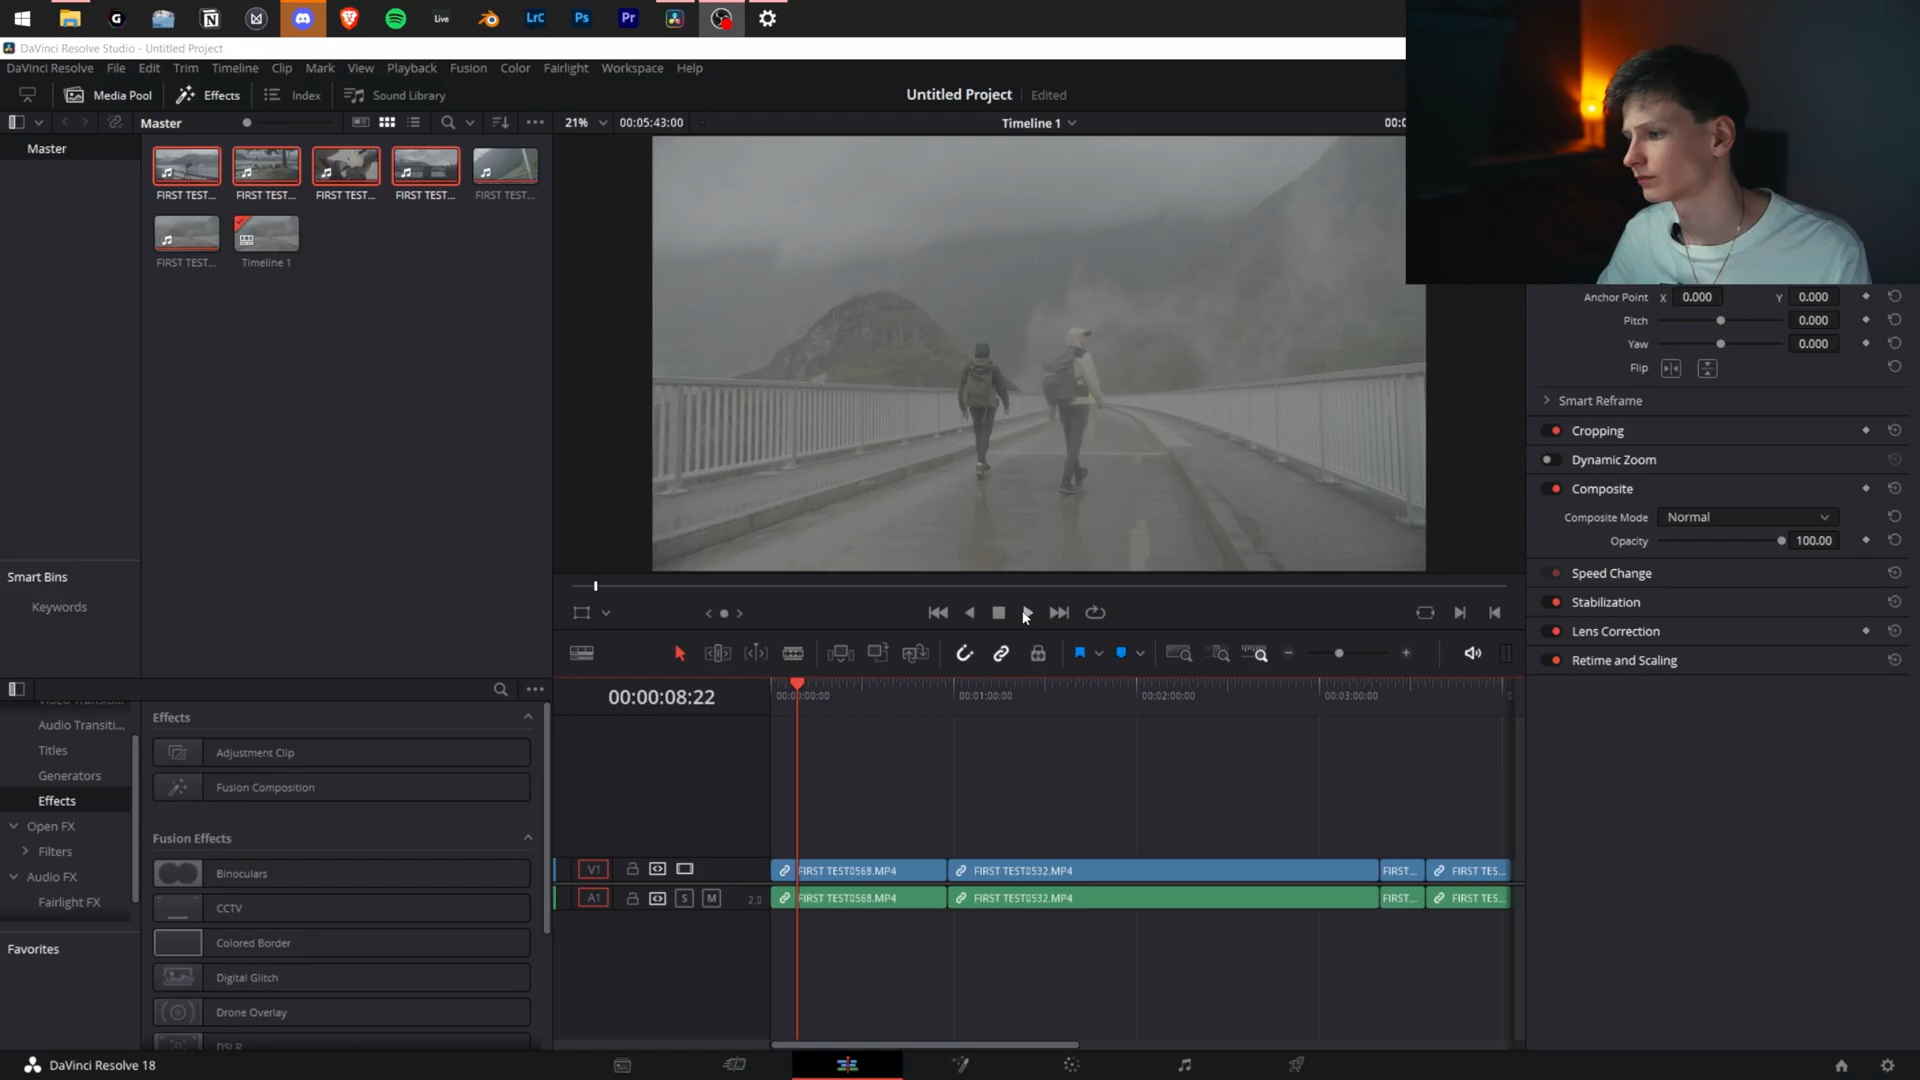 Live
LrC
Ps
Pr
DaVinci Resolve Studio - Untitled Project
DaVinci Resolve File Edit Trim Timeline Clip Mark View Playback Fusion Color Fairlight Workspace Help
Media Pool Effects Index Sound Library
Untitled Project Edited
Master
21% 00:05:43:00
Timeline 1
Master
FIRST TEST... FIRST TEST... FIRST TEST... FIRST TEST... FIRST TEST...
FIRST TEST... Timeline 1
Anchor Point X 0.000 Y 0.000
Pitch 0.000
Yaw 0.000
Flip
Smart Reframe
Cropping
Dynamic Zoom
Composite
Composite Mode Normal
Opacity 100.00
Speed Change
Stabilization
Lens Correction
Retime and Scaling
Smart Bins
Keywords
00:00:08:22
00:01:00:00
00:02:00:00
00:03:00:00
Audio Transiti...
Titles
Generators
Effects
Open FX
Filters
Audio FX
Fairlight FX
Favorites
Effects
Adjustment Clip
Fusion Composition
Fusion Effects
Binoculars
CCTV
Colored Border
Digital Glitch
Drone Overlay
DSLR
V1 FIRST TEST0568.MP4 FIRST TEST0532.MP4 FIRST... FIRST TES...
A1 S M 2.0 FIRST TEST0568.MP4 FIRST TEST0532.MP4 FIRST... FIRST TES...
DaVinci Resolve 18